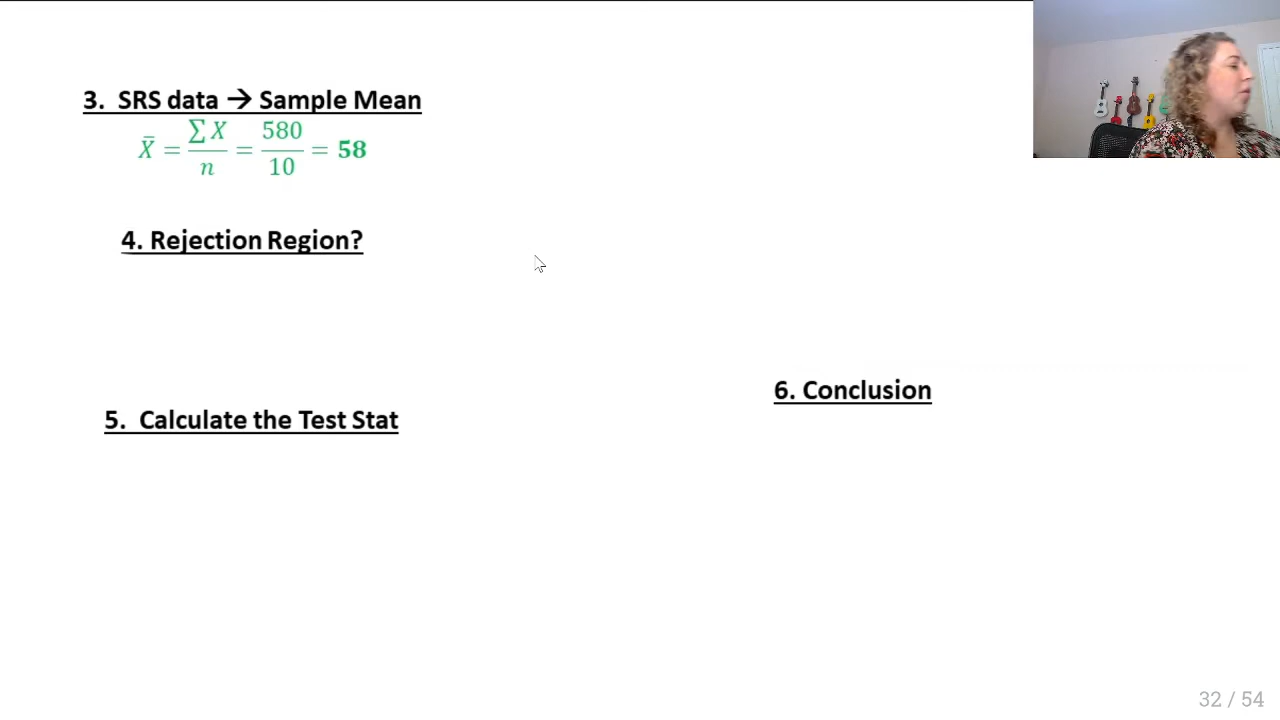 3. SRS data → Sample Mean
X̄ = ∑ X / n = 580 / 10 = 58
4. Rejection Region?
6. Conclusion
5. Calculate the Test Stat
32 / 54